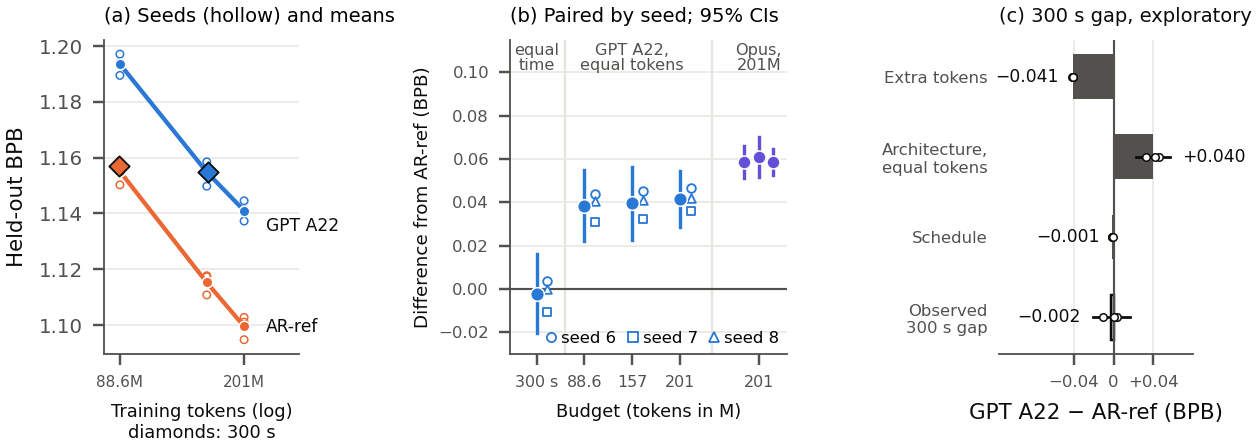 (a) Seeds (hollow) and means
Held-out BPB
1.20
1.18
1.16
1.14
1.12
1.10
GPT A22
AR-ref
88.6M
201M
Training tokens (log)
diamonds: 300 s
(b) Paired by seed; 95% CIs
Difference from AR-ref (BPB)
equal
time
GPT A22,
equal tokens
Opus,
201M
0.10
0.08
0.06
0.04
0.02
0.00
−0.02
seed 6
seed 7
seed 8
300 s
88.6
157
201
201
Budget (tokens in M)
(c) 300 s gap, exploratory
Extra tokens
−0.041
Architecture,
equal tokens
+0.040
Schedule
−0.001
Observed
300 s gap
−0.002
−0.04
0
+0.04
GPT A22 − AR-ref (BPB)